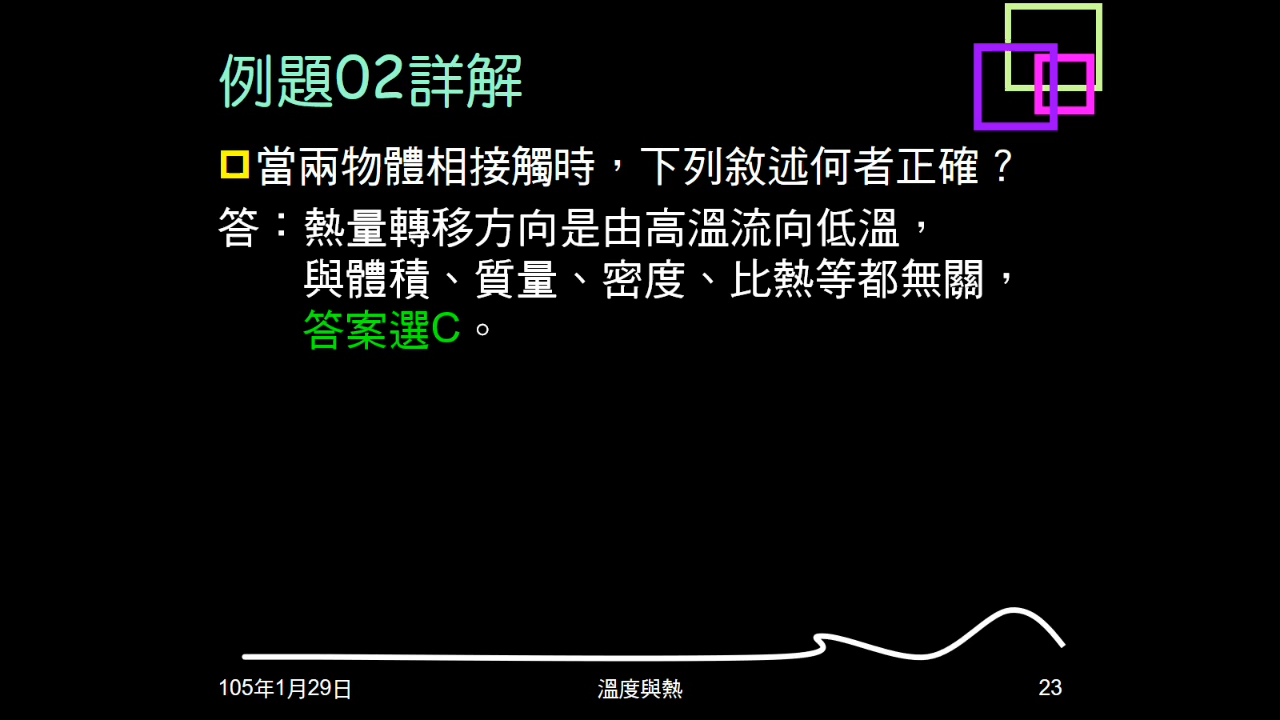 例題02詳解
當兩物體相接觸時，下列敘述何者正確？
答：熱量轉移方向是由高溫流向低溫，
與體積、質量、密度、比熱等都無關，
答案選C。
105年1月29日
溫度與熱
23